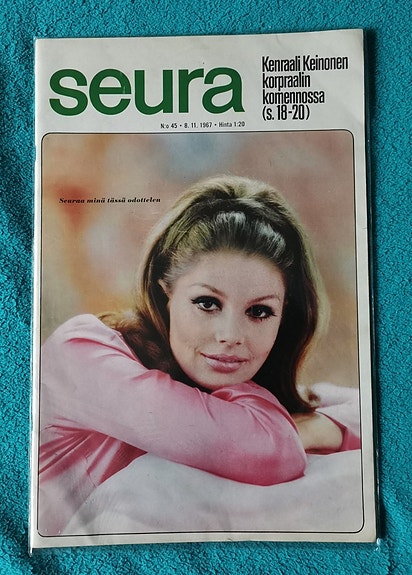 seura
Kenraali Keinonen
korpraalin
komennossa
(s. 18-20)
N:o 45 • 8. 11. 1967 • Hinta 1:20
Seuraa minä tässä odottelen